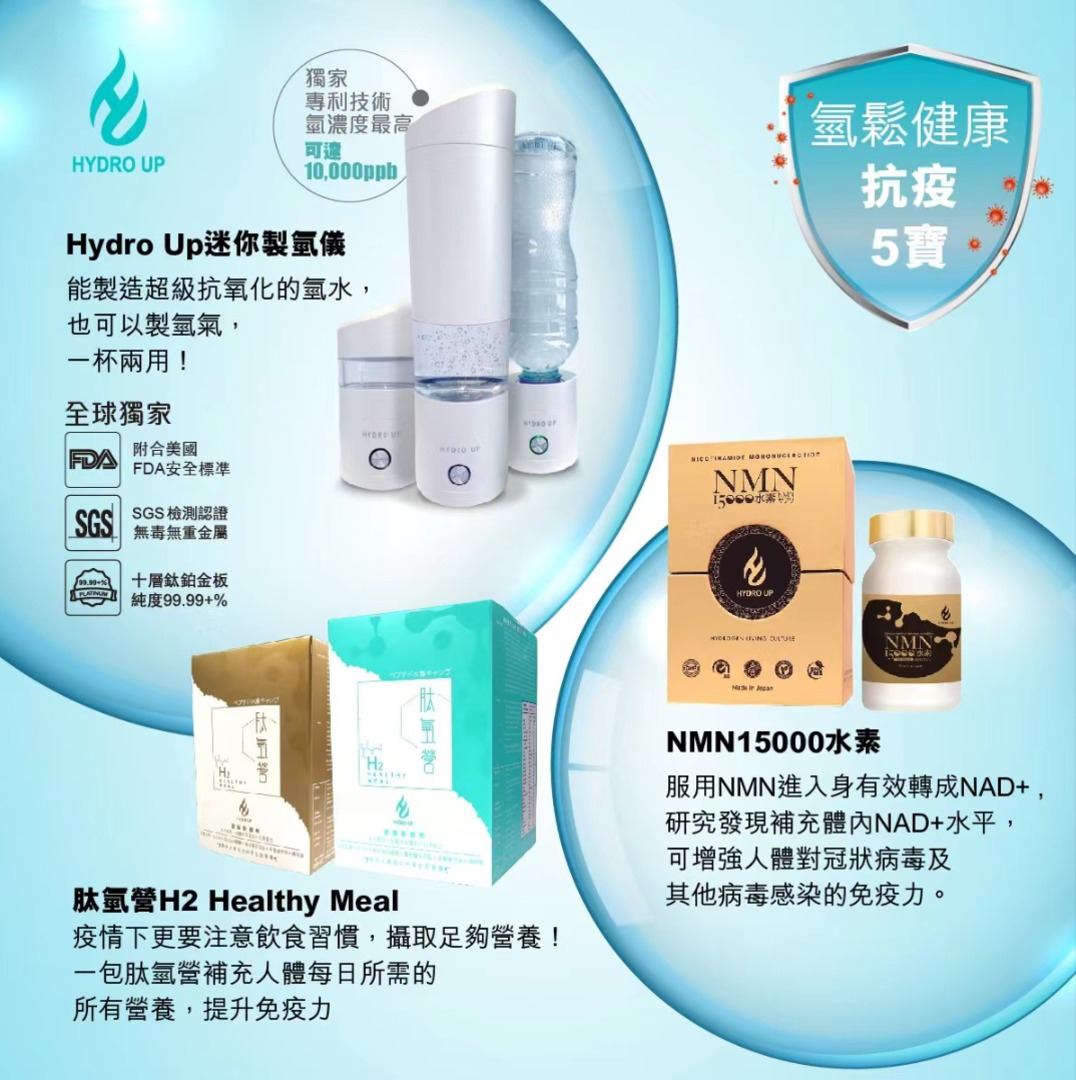 HYDRO UP
獨家
專利技術
氫濃度最高
可達
10,000ppb
氫鬆健康
抗疫
5寶
Hydro Up迷你製氫儀
能製造超級抗氧化的氫水，
也可以製氫氣，
一杯兩用！
全球獨家
FDA
附合美國
FDA安全標準
SGS
SGS檢測認證
無毒無重金屬
99.99+%
PLATINUM
十層鈦鉑金板
純度99.99+%
HYDRO UP
HYDRO UP
HYDRO UP
NICOTINAMIDE MONONUCLEOTIDE
NMN
15000水素
HYDRO UP
HYDROGEN LIVING CULTURE
Made in Japan
HYDRO UP
NMN
15000水素
肽氫營
H2
HEALTHY
MEAL
HYDRO UP
肽氫營
H2
HEALTHY
MEAL
HYDRO UP
NMN15000水素
服用NMN進入身有效轉成NAD+，
研究發現補充體內NAD+水平，
可增強人體對冠狀病毒及
其他病毒感染的免疫力。
肽氫營H2 Healthy Meal
疫情下更要注意飲食習慣，攝取足夠營養！
一包肽氫營補充人體每日所需的
所有營養，提升免疫力